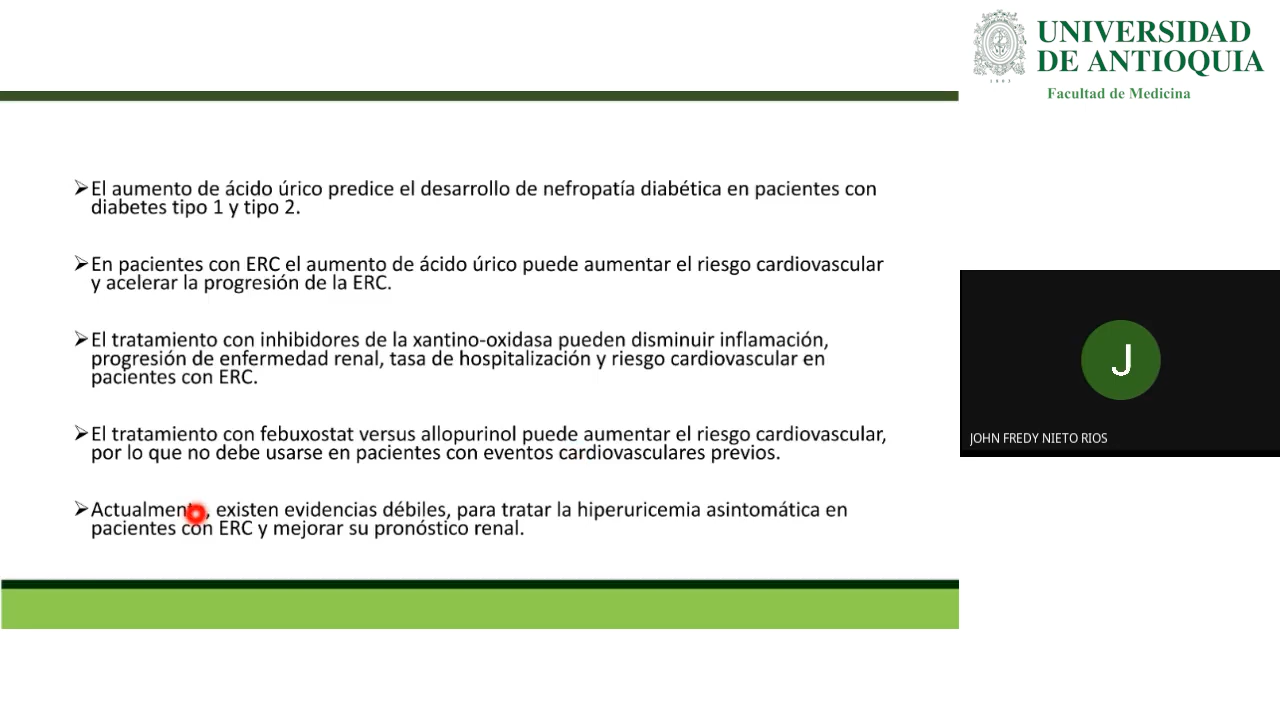 UNIVERSIDAD
DE ANTIOQUIA
1803
Facultad de Medicina
➢El aumento de ácido úrico predice el desarrollo de nefropatía diabética en pacientes con
diabetes tipo 1 y tipo 2.
➢En pacientes con ERC el aumento de ácido úrico puede aumentar el riesgo cardiovascular
y acelerar la progresión de la ERC.
➢El tratamiento con inhibidores de la xantino-oxidasa pueden disminuir inflamación,
progresión de enfermedad renal, tasa de hospitalización y riesgo cardiovascular en
pacientes con ERC.
➢El tratamiento con febuxostat versus allopurinol puede aumentar el riesgo cardiovascular,
por lo que no debe usarse en pacientes con eventos cardiovasculares previos.
➢Actualmente, existen evidencias débiles, para tratar la hiperuricemia asintomática en
pacientes con ERC y mejorar su pronóstico renal.
J
JOHN FREDY NIETO RIOS